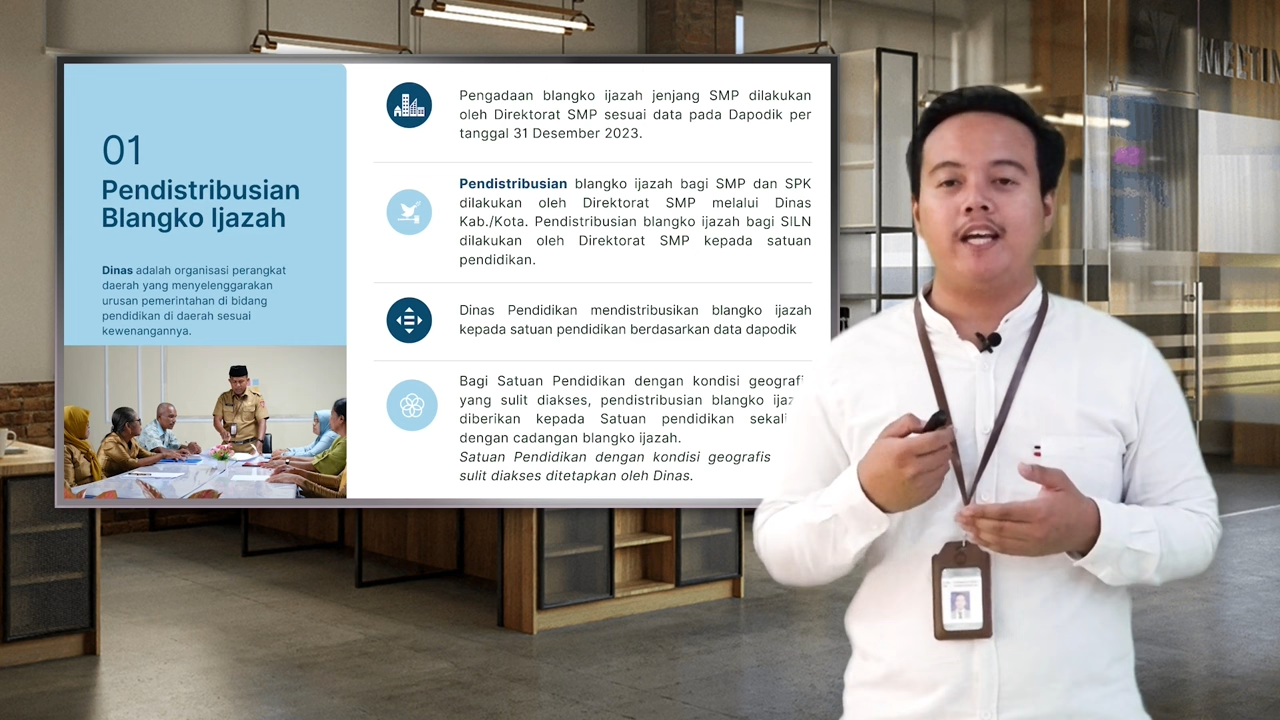 01
Pendistribusian
Blangko Ijazah
Dinas adalah organisasi perangkat
daerah yang menyelenggarakan
urusan pemerintahan di bidang
pendidikan di daerah sesuai
kewenangannya.
Pengadaan blangko ijazah jenjang SMP dilakukan
oleh Direktorat SMP sesuai data pada Dapodik per
tanggal 31 Desember 2023.
Pendistribusian blangko ijazah bagi SMP dan SPK
dilakukan oleh Direktorat SMP melalui Dinas
Kab./Kota. Pendistribusian blangko ijazah bagi SILN
dilakukan oleh Direktorat SMP kepada satuan
pendidikan.
Dinas Pendidikan mendistribusikan blangko ijazah
kepada satuan pendidikan berdasarkan data dapodik
Bagi Satuan Pendidikan dengan kondisi geografi
yang sulit diakses, pendistribusian blangko ijaz
diberikan kepada Satuan pendidikan sekal
dengan cadangan blangko ijazah.
Satuan Pendidikan dengan kondisi geografis
sulit diakses ditetapkan oleh Dinas.
MEETIN